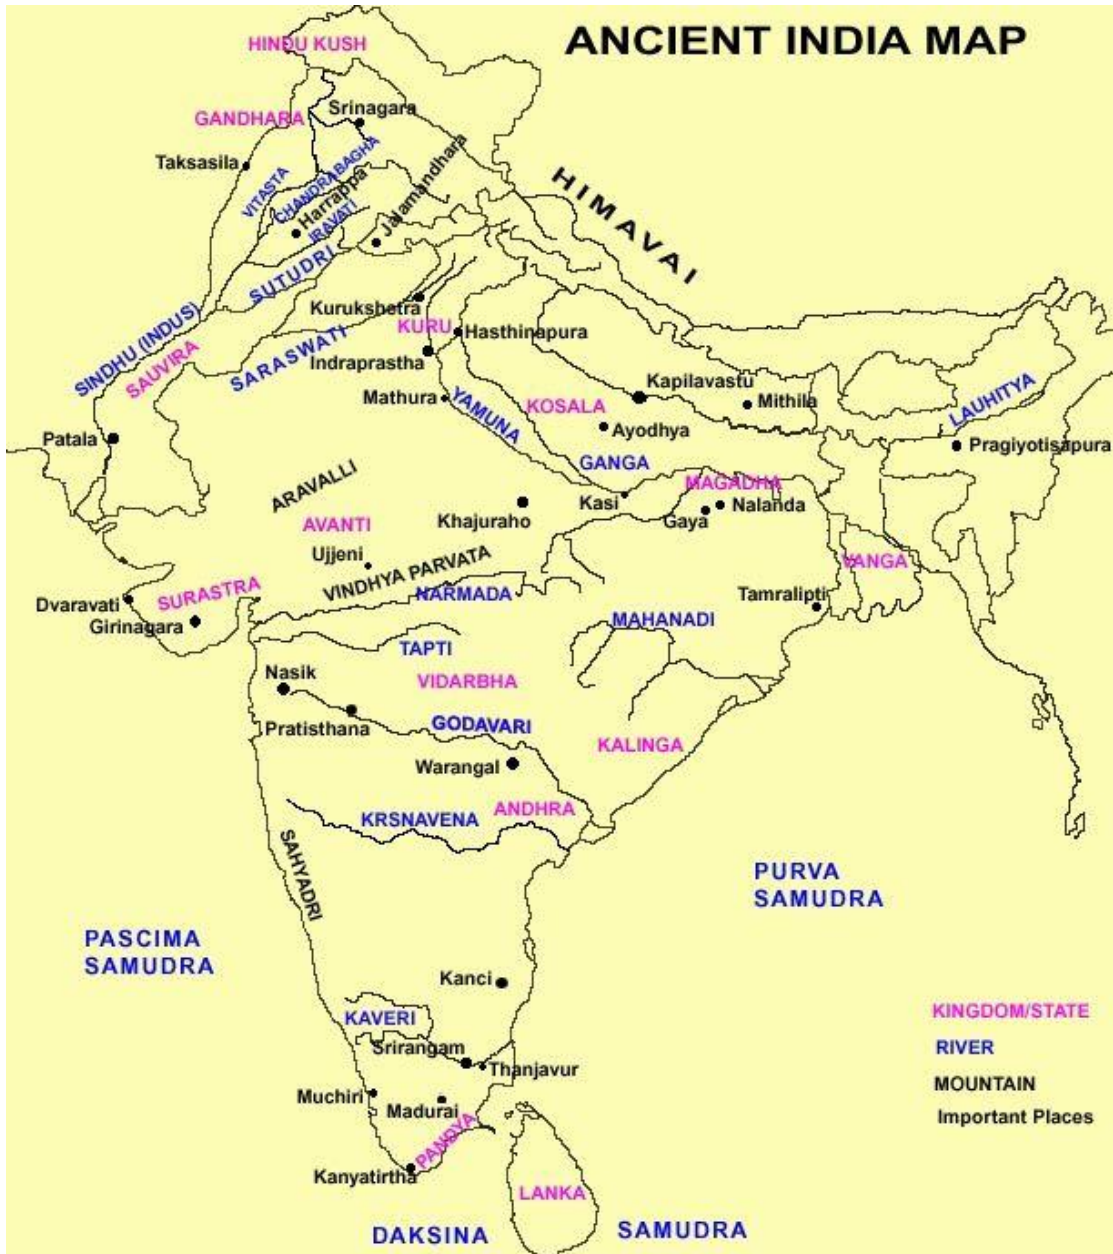 ANCIENT INDIA MAP
HINDU KUSH
GANDHARA
Srinagara
Taksasila
VITASTA
CHANDRABAGHA
Harrappa
IRAVATI
Jalamandhara
HIMAVAI
SUTUDRI
Kurukshetra
KURU
Hasthinapura
SINDHU (INDUS)
SAUVIRA
SARASWATI
Indraprastha
Mathura
YAMUNA
Kapilavastu
Mithila
KOSALA
Ayodhya
LAUHITYA
Patala
Pragiyotisapura
GANGA
ARAVALLI
MAGADHA
Kasi
Nalanda
Gaya
Khajuraho
AVANTI
Ujjeni
VINDHYA PARVATA
VANGA
SURASTRA
NARMADA
Tamralipti
Dvaravati
Girinagara
MAHANADI
TAPTI
Nasik
VIDARBHA
Pratisthana
GODAVARI
KALINGA
Warangal
ANDHRA
KRSNAVENA
SAHYADRI
PURVA
SAMUDRA
PASCIMA
SAMUDRA
Kanci
KAVERI
Srirangam
Thanjavur
Muchiri
Madurai
PANDYA
Kanyatirtha
LANKA
DAKSINA SAMUDRA
KINGDOM/STATE
RIVER
MOUNTAIN
Important Places